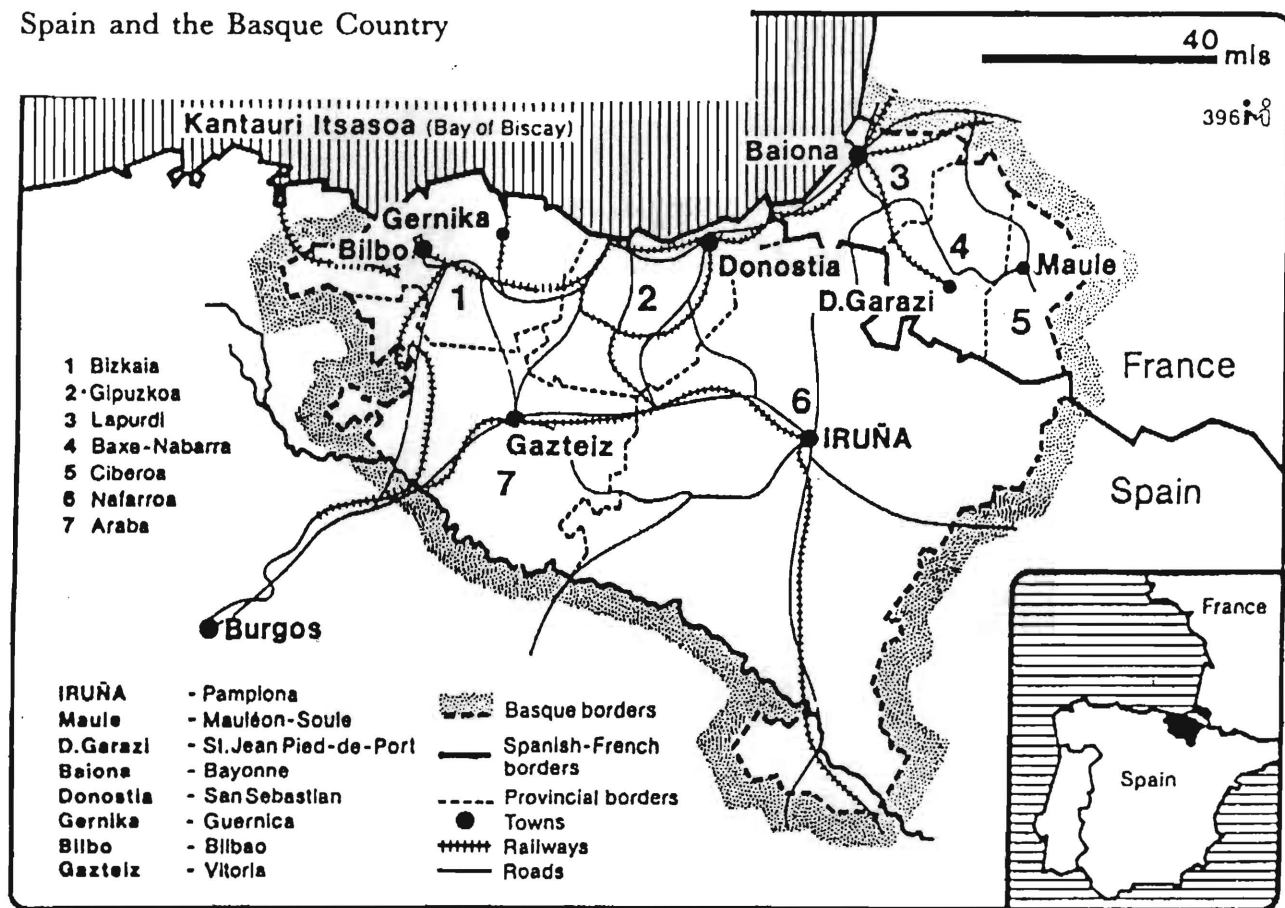 Spain and the Basque Country
40 mls
396
Kantauri Itsasoa (Bay of Biscay)
Baiona
3
Gernika
Bilbo
Donostia
4
Maule
1
2
D.Garazi
5
France
1 Bizkaia
2 Gipuzkoa
3 Lapurdi
4 Baxe-Nabarra
5 Ciberoa
6 Nafarroa
7 Araba
6
Gazteiz
IRUÑA
7
Spain
Burgos
IRUÑA - Pamplona
Maule - Mauléon-Soule
D.Garazi - St.Jean Pied-de-Port
Baiona - Bayonne
Donostia - San Sebastian
Gernika - Guernica
Bilbo - Bilbao
Gazteiz - Vitoria
Basque borders
Spanish-French
borders
Provincial borders
Towns
Railways
Roads
France
Spain